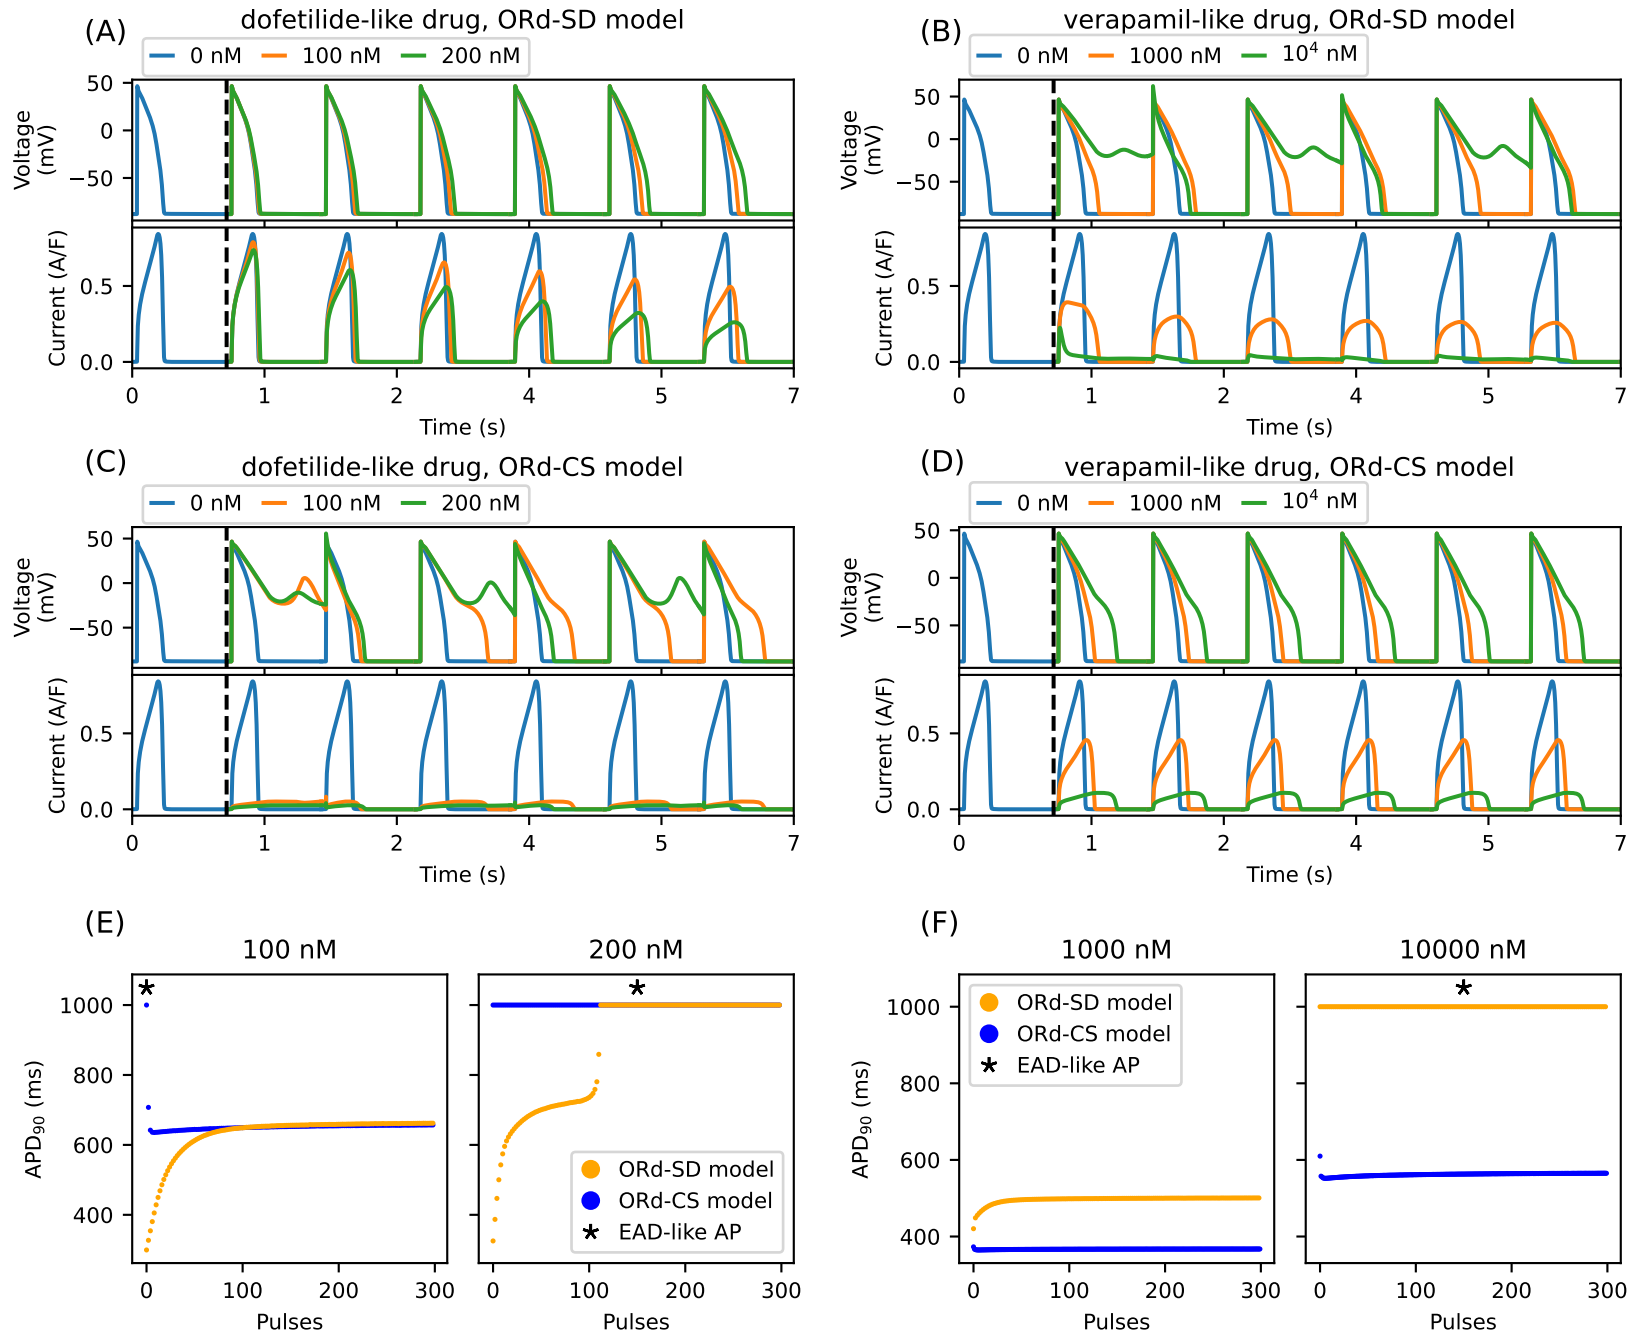 (A)
dofetilide-like drug, ORd-SD model
0 nM 100 nM 200 nM
50
0
−50
Voltage
(mV)
0.5
0.0
Current (A/F)
0 1 2 4 5 7
Time (s)
(B)
verapamil-like drug, ORd-SD model
0 nM 1000 nM 10⁴ nM
50
0
−50
Voltage
(mV)
0.5
0.0
Current (A/F)
0 1 2 4 5 7
Time (s)
(C)
dofetilide-like drug, ORd-CS model
0 nM 100 nM 200 nM
50
0
−50
Voltage
(mV)
0.5
0.0
Current (A/F)
0 1 2 4 5 7
Time (s)
(D)
verapamil-like drug, ORd-CS model
0 nM 1000 nM 10⁴ nM
50
0
−50
Voltage
(mV)
0.5
0.0
Current (A/F)
0 1 2 4 5 7
Time (s)
(E)
100 nM
1000
800
600
400
APD₉₀ (ms)
0 100 200 300
Pulses
200 nM
ORd-SD model
ORd-CS model
EAD-like AP
0 100 200 300
Pulses
(F)
1000 nM
ORd-SD model
ORd-CS model
EAD-like AP
1000
800
600
400
APD₉₀ (ms)
0 100 200 300
Pulses
10000 nM
0 100 200 300
Pulses